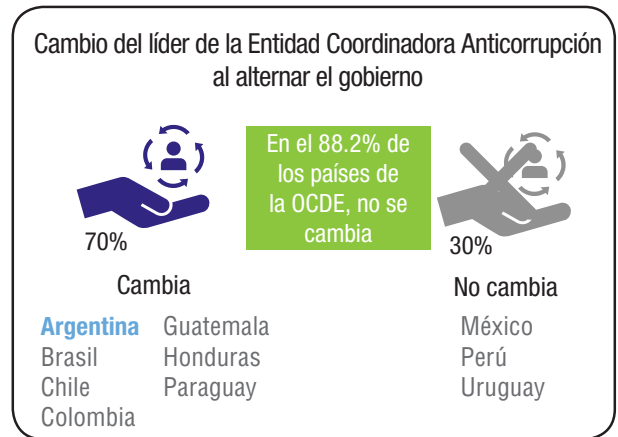 Cambio del líder de la Entidad Coordinadora Anticorrupción
al alternar el gobierno
En el 88.2% de
los países de
la OCDE, no se
cambia
70%
30%
Cambia
No cambia
Argentina
Brasil
Chile
Colombia
Guatemala
Honduras
Paraguay
México
Perú
Uruguay